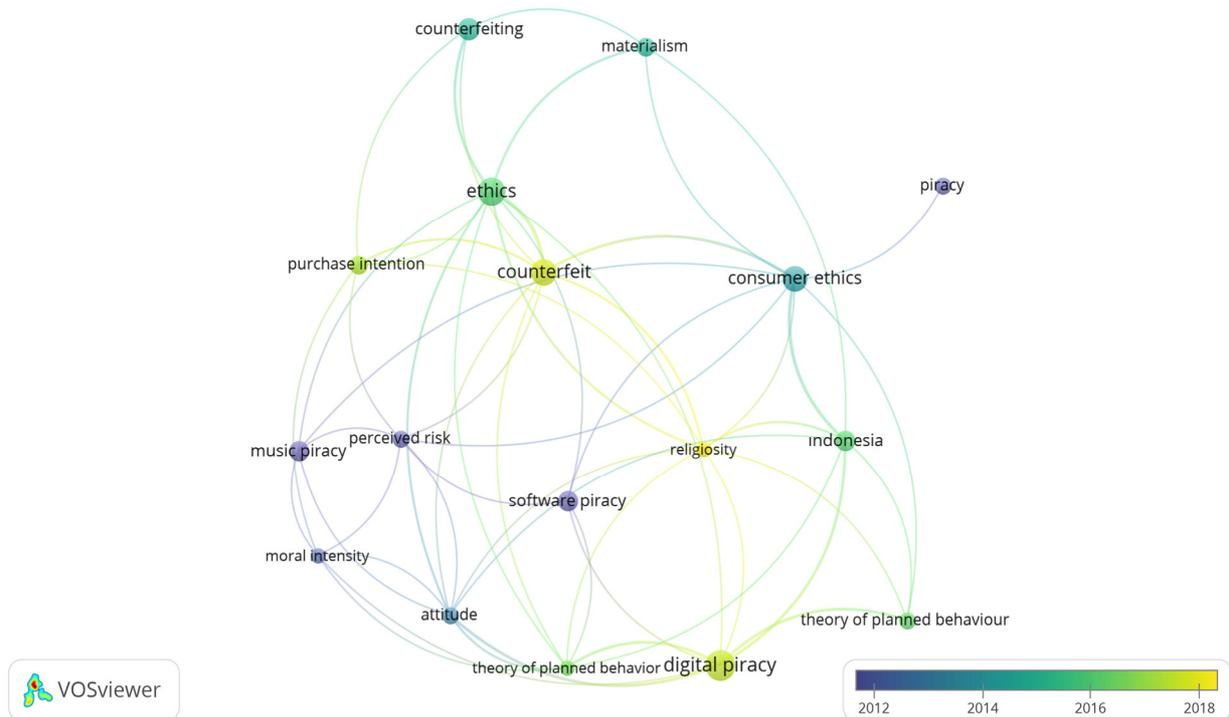 counterfeiting
materialism
piracy
ethics
purchase intention
counterfeit
consumer ethics
music piracy
perceived risk
religiosity
indonesia
software piracy
moral intensity
attitude
theory of planned behaviour
theory of planned behavior
digital piracy
VOSviewer
2012 2014 2016 2018